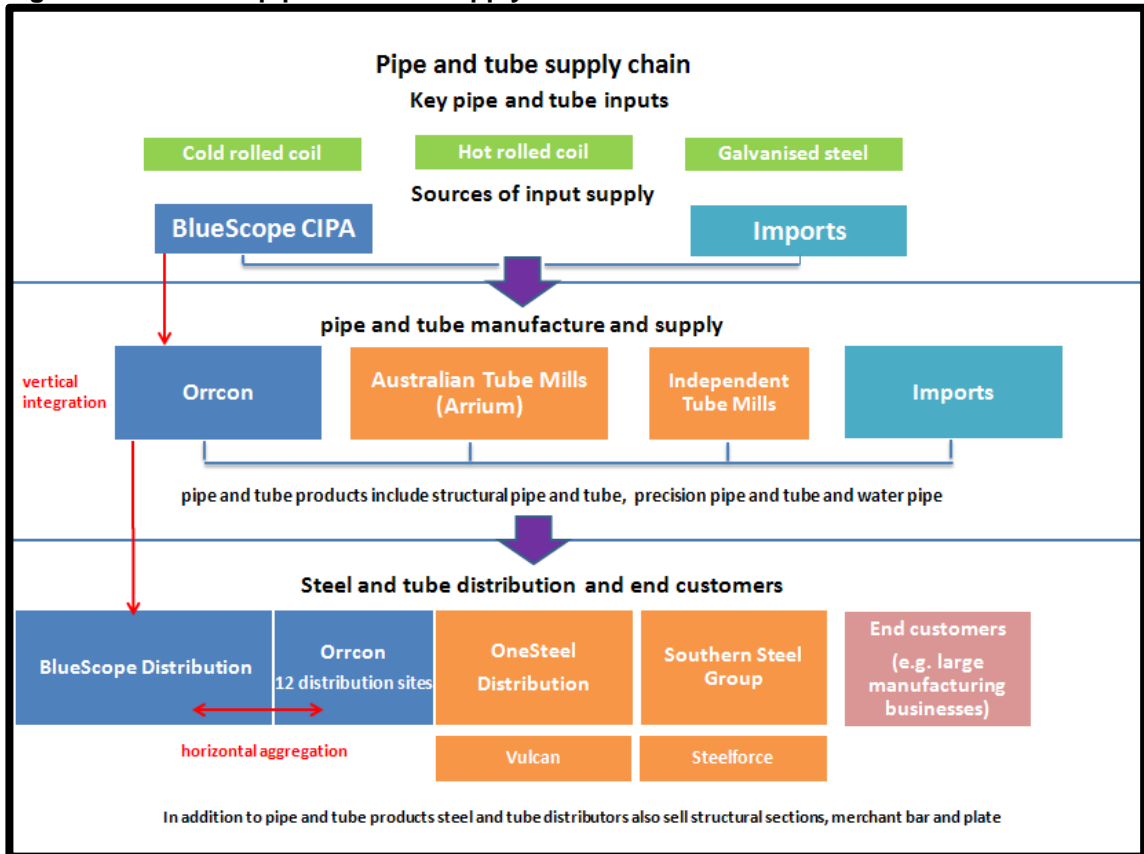 Pipe and tube supply chain
Key pipe and tube inputs
Cold rolled coil
Hot rolled coil
Galvanised steel
Sources of input supply
BlueScope CIPA
Imports
pipe and tube manufacture and supply
vertical
integration
Orrcon
Australian Tube Mills
(Arrium)
Independent
Tube Mills
Imports
pipe and tube products include structural pipe and tube, precision pipe and tube and water pipe
Steel and tube distribution and end customers
BlueScope Distribution
Orrcon
12 distribution sites
OneSteel
Distribution
Southern Steel
Group
End customers
(e.g. large
manufacturing
businesses)
horizontal aggregation
Vulcan
Steelforce
In addition to pipe and tube products steel and tube distributors also sell structural sections, merchant bar and plate